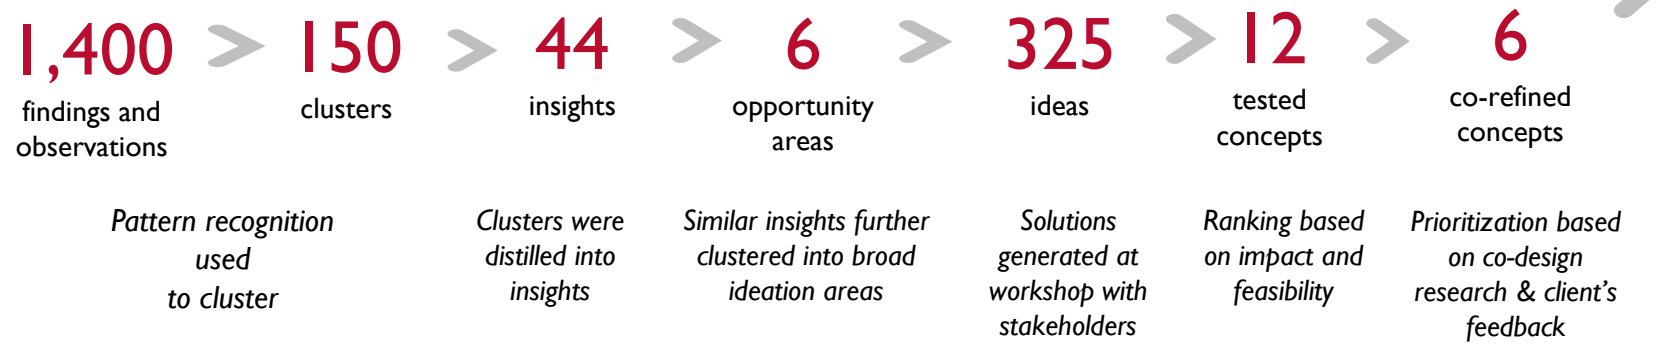 1,400
findings and
observations
>
150
clusters
>
44
insights
>
6
opportunity
areas
>
325
ideas
>
12
tested
concepts
>
6
co-refined
concepts
Pattern recognition
used
to cluster
Clusters were
distilled into
insights
Similar insights further
clustered into broad
ideation areas
Solutions
generated at
workshop with
stakeholders
Ranking based
on impact and
feasibility
Prioritization based
on co-design
research & client's
feedback